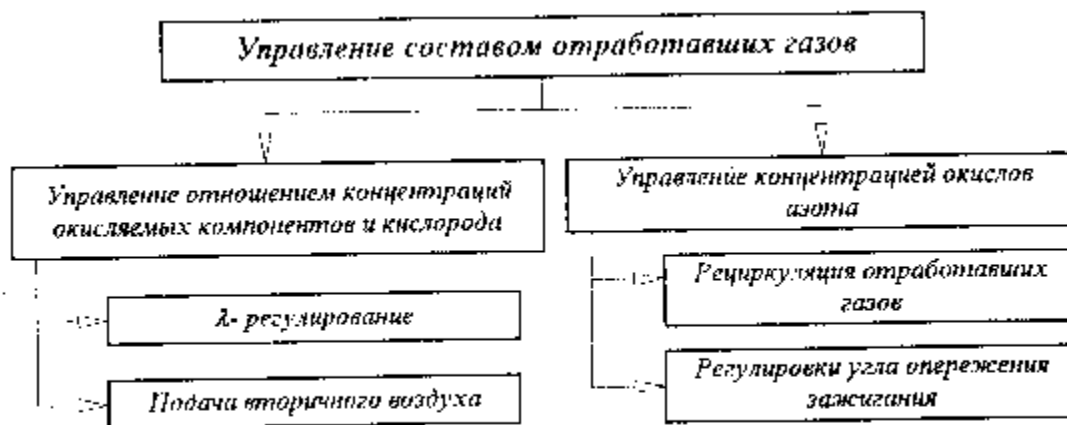 Управление составом отработавших газов
Управление отношением концентраций
окисляемых компонентов и кислорода
λ- регулирование
Подача вторичного воздуха
Управление концентрацией окислов
азота
Рециркуляция отработавших
газов
Регулировки угла опережения
зажигания